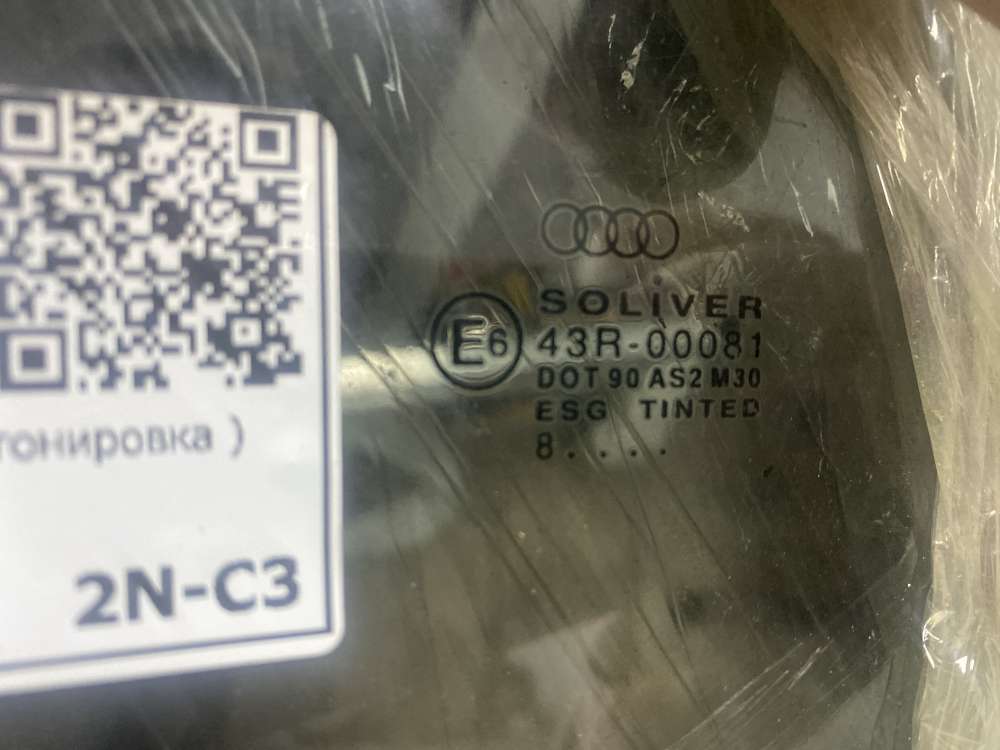 тонировка )
2N-C3
SOLIVER
E6 43R-00081
DOT 90 AS2 M30
ESG TINTED
8. . . .